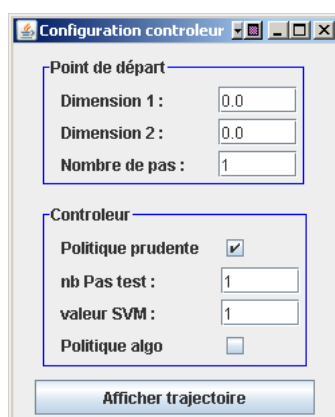 Configuration controleur
Point de départ
Dimension 1 : 0.0
Dimension 2 : 0.0
Nombre de pas : 1
Controleur
Politique prudente
nb Pas test : 1
valeur SVM : 1
Politique algo
Afficher trajectoire